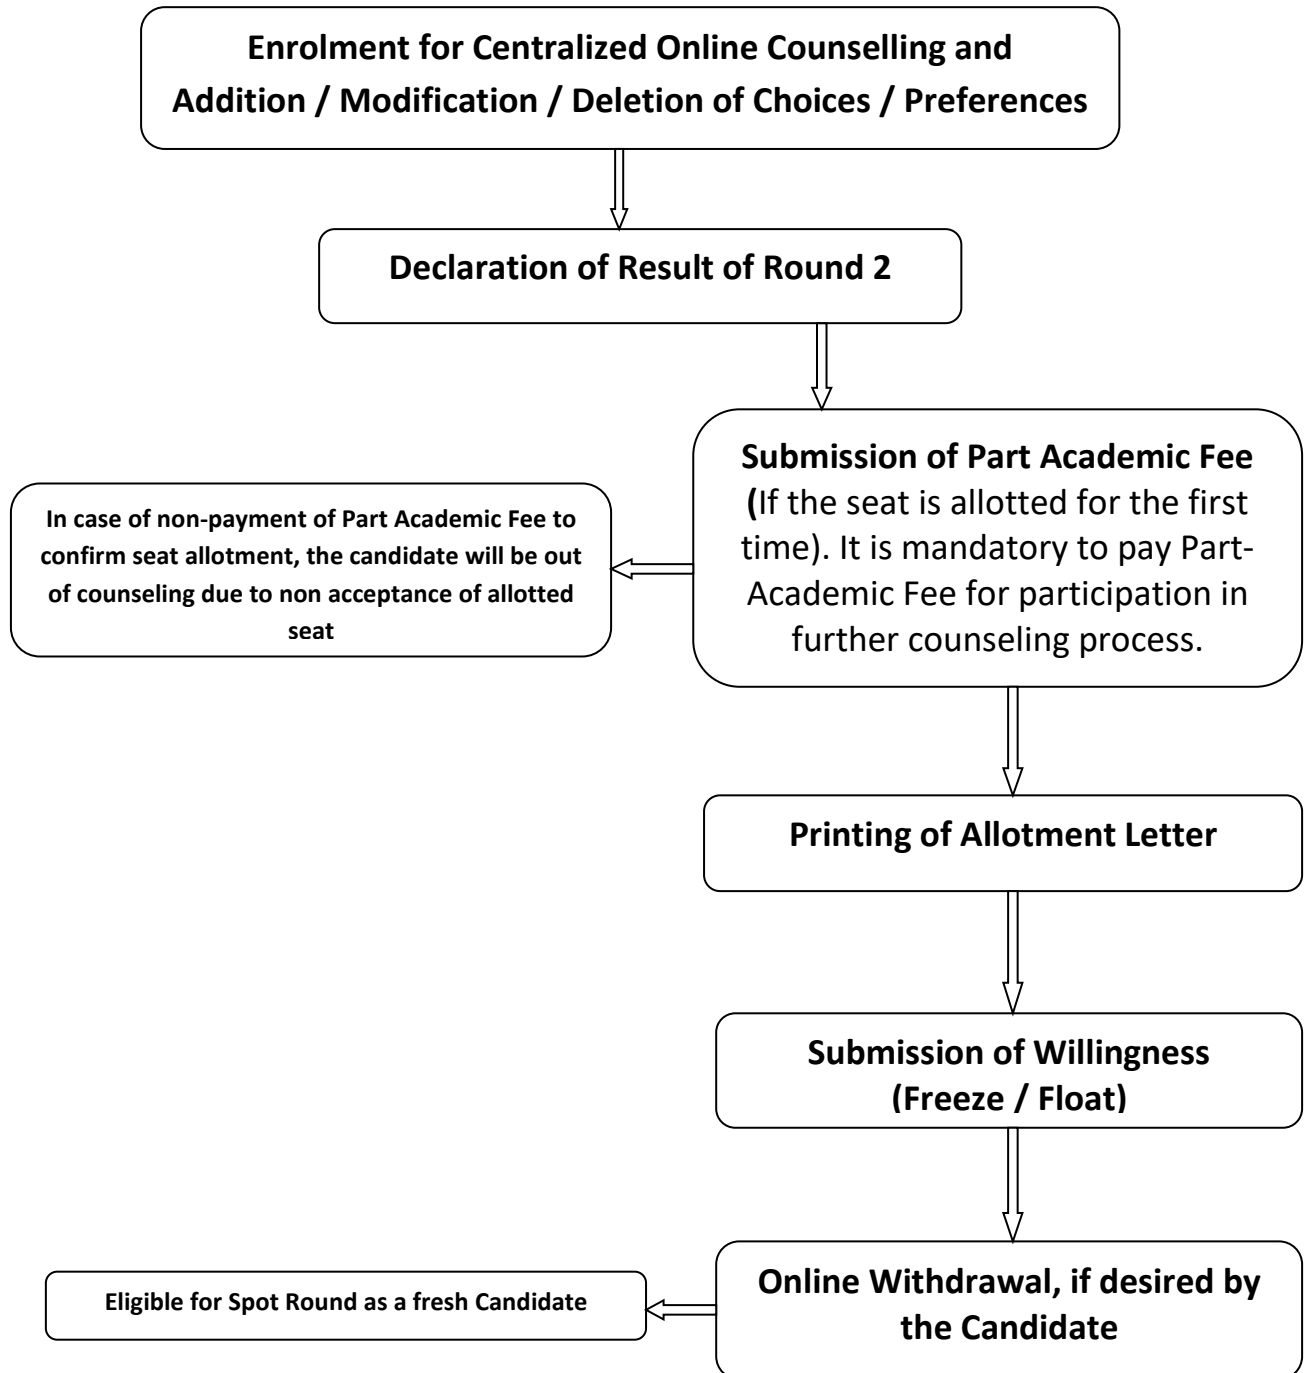 Enrolment for Centralized Online Counselling and
Addition / Modification / Deletion of Choices / Preferences
Declaration of Result of Round 2
Submission of Part Academic Fee
(If the seat is allotted for the first
time). It is mandatory to pay Part-
Academic Fee for participation in
further counseling process.
In case of non-payment of Part Academic Fee to
confirm seat allotment, the candidate will be out
of counseling due to non acceptance of allotted
seat
Printing of Allotment Letter
Submission of Willingness
(Freeze / Float)
Online Withdrawal, if desired by
the Candidate
Eligible for Spot Round as a fresh Candidate